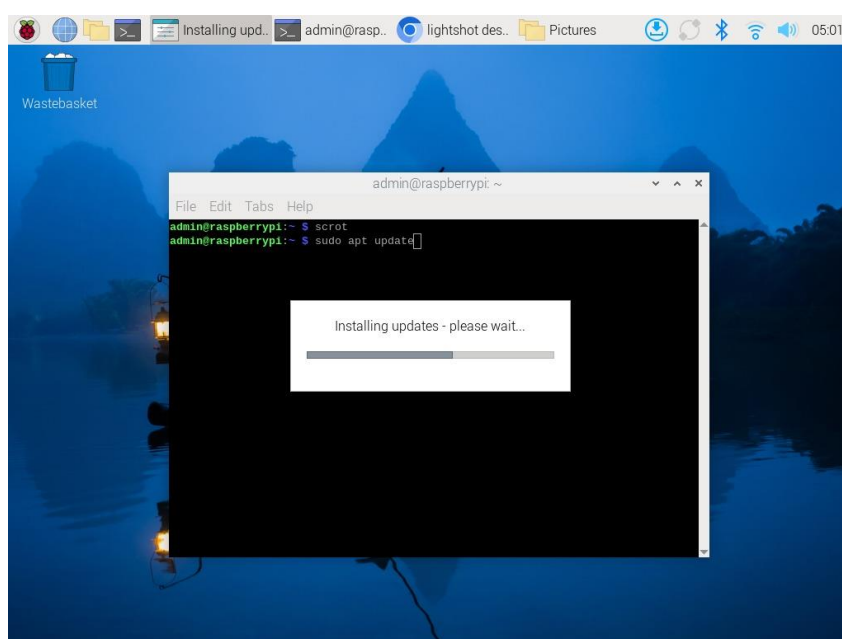 Installing upd..
admin@rasp..
lightshot des..
Pictures
05:01
Wastebasket
admin@raspberrypi: ~
File Edit Tabs Help
admin@raspberrypi:~ $ scrot
admin@raspberrypi:~ $ sudo apt update
Installing updates - please wait...